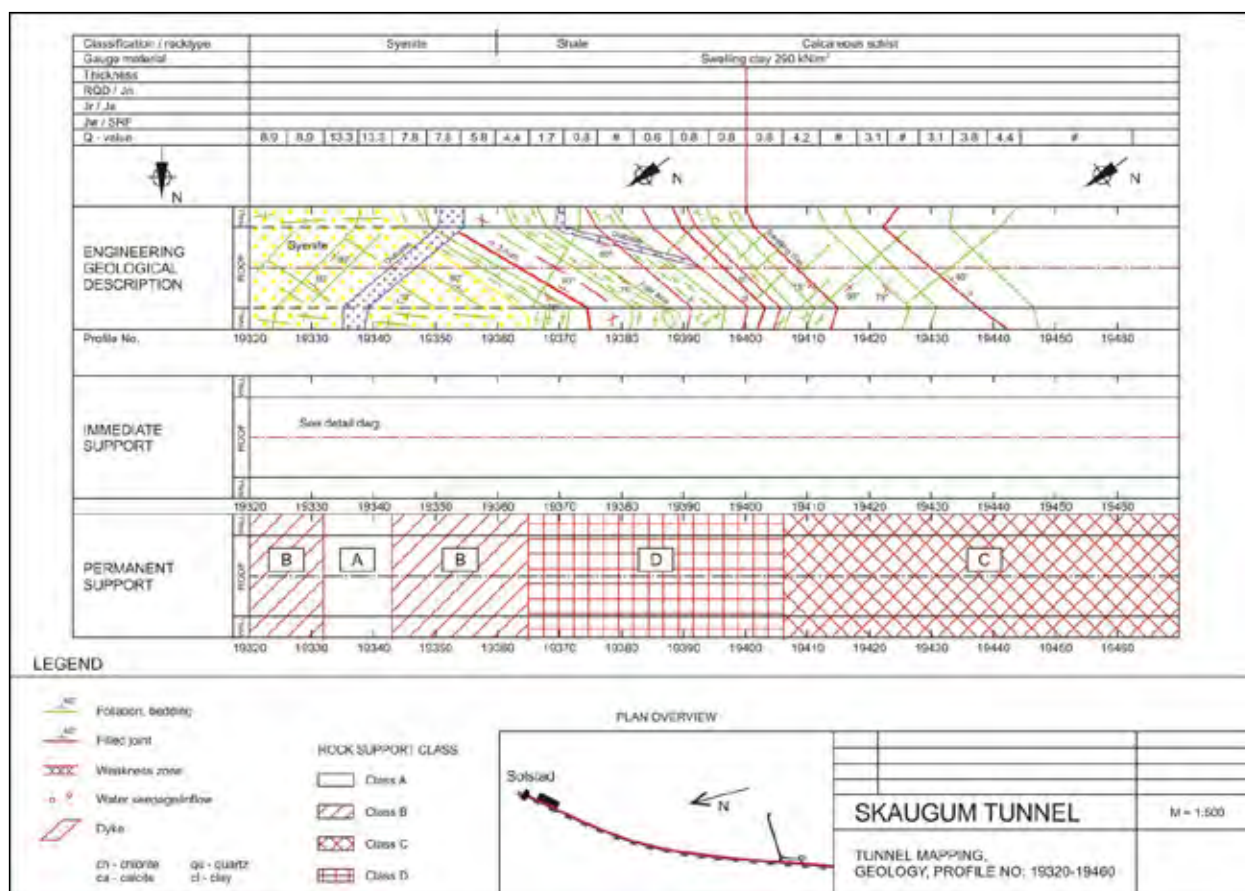 Classification / rocktype Syenite Shale Calcareous schist
Gauge material Swelling clay 290 kN/m²
Thickness
RQD / Jn
Jr / Ja
Jw / SRF
Q - value 8.9 8.9 13.3 13.3 7.8 7.8 5.8 4.4 1.7 0.8 # 0.6 0.8 0.8 0.8 4.2 # 3.1 # 3.1 3.8 4.4 #
N N N
ENGINEERING
GEOLOGICAL
DESCRIPTION
ROOF
Syenite
Swelling clay
Profile No. 19320 19330 19340 19350 19360 19370 19380 19390 19400 19410 19420 19430 19440 19450 19460
IMMEDIATE
SUPPORT
ROOF
See detail diag.
19320 19330 19340 19350 19360 19370 19380 19390 19400 19410 19420 19430 19440 19450 19460
PERMANENT
SUPPORT
ROOF
B A B D C
19320 19330 19340 19350 19360 19370 19380 19390 19400 19410 19420 19430 19440 19450 19460
LEGEND
Foliation, bedding
Filled joint
Weakness zone
Water seepage/inflow
Dyke
ch - chlorite qu - quartz
ca - calcite cl - clay
ROCK SUPPORT CLASS
Class A
Class B
Class C
Class D
PLAN OVERVIEW
Solstad
N
SKAUGUM TUNNEL M = 1:500
TUNNEL MAPPING,
GEOLOGY, PROFILE NO: 19320-19460